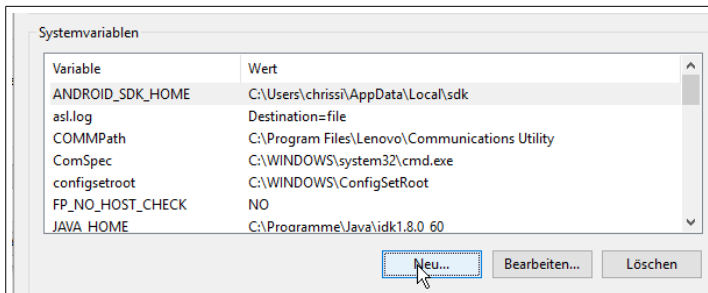 Systemvariablen
Variable Wert
ANDROID_SDK_HOME C:\Users\chrissi\AppData\Local\sdk
asl.log Destination=file
COMMPath C:\Program Files\Lenovo\Communications Utility
ComSpec C:\WINDOWS\system32\cmd.exe
configsetroot C:\WINDOWS\ConfigSetRoot
FP_NO_HOST_CHECK NO
JAVA_HOME C:\Programme\Java\jdk1.8.0_60
Neu... Bearbeiten... Löschen